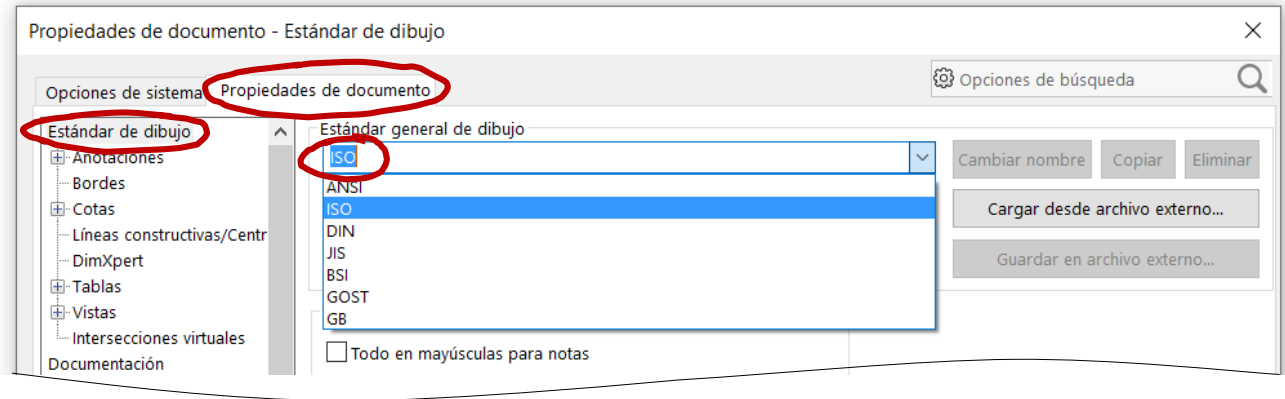 Propiedades de documento - Estándar de dibujo
Opciones de sistema
Propiedades de documento
Opciones de búsqueda
Estándar de dibujo
Anotaciones
Bordes
Cotas
Líneas constructivas/Centr
DimXpert
Tablas
Vistas
Intersecciones virtuales
Documentación
Estándar general de dibujo
ISO
ANSI
ISO
DIN
JIS
BSI
GOST
GB
Todo en mayúsculas para notas
Cambiar nombre
Copiar
Eliminar
Cargar desde archivo externo...
Guardar en archivo externo...